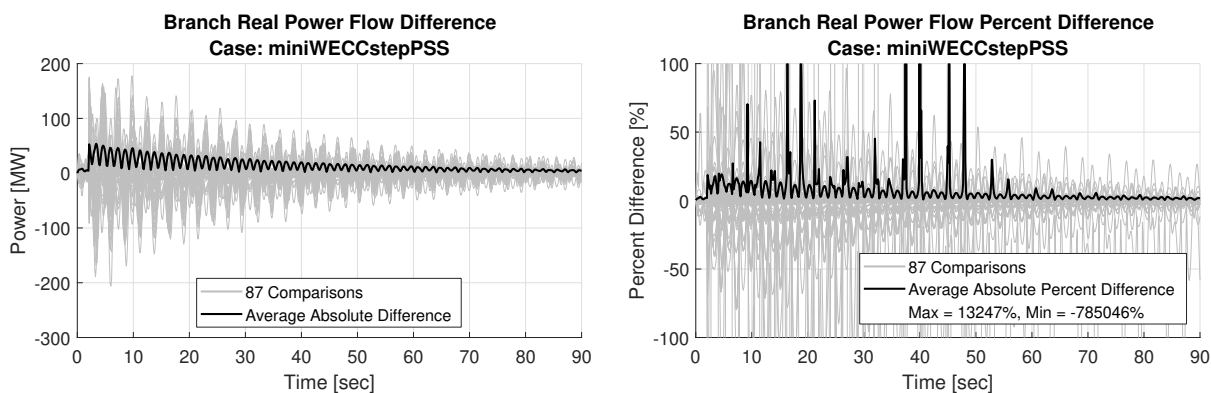 Branch Real Power Flow Difference
Case: miniWECCstepPSS
200
100
0
-100
-200
-300
Power [MW]
87 Comparisons
Average Absolute Difference
0 10 20 30 40 50 60 70 80 90
Time [sec]
Branch Real Power Flow Percent Difference
Case: miniWECCstepPSS
100
50
0
-50
-100
Percent Difference [%]
87 Comparisons
Average Absolute Percent Difference
Max = 13247%, Min = -785046%
0 10 20 30 40 50 60 70 80 90
Time [sec]